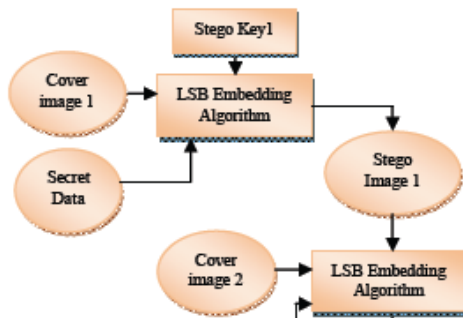 Stego Key1
Cover
image 1
LSB Embedding
Algorithm
Secret
Data
Stego
Image 1
Cover
image 2
LSB Embedding
Algorithm